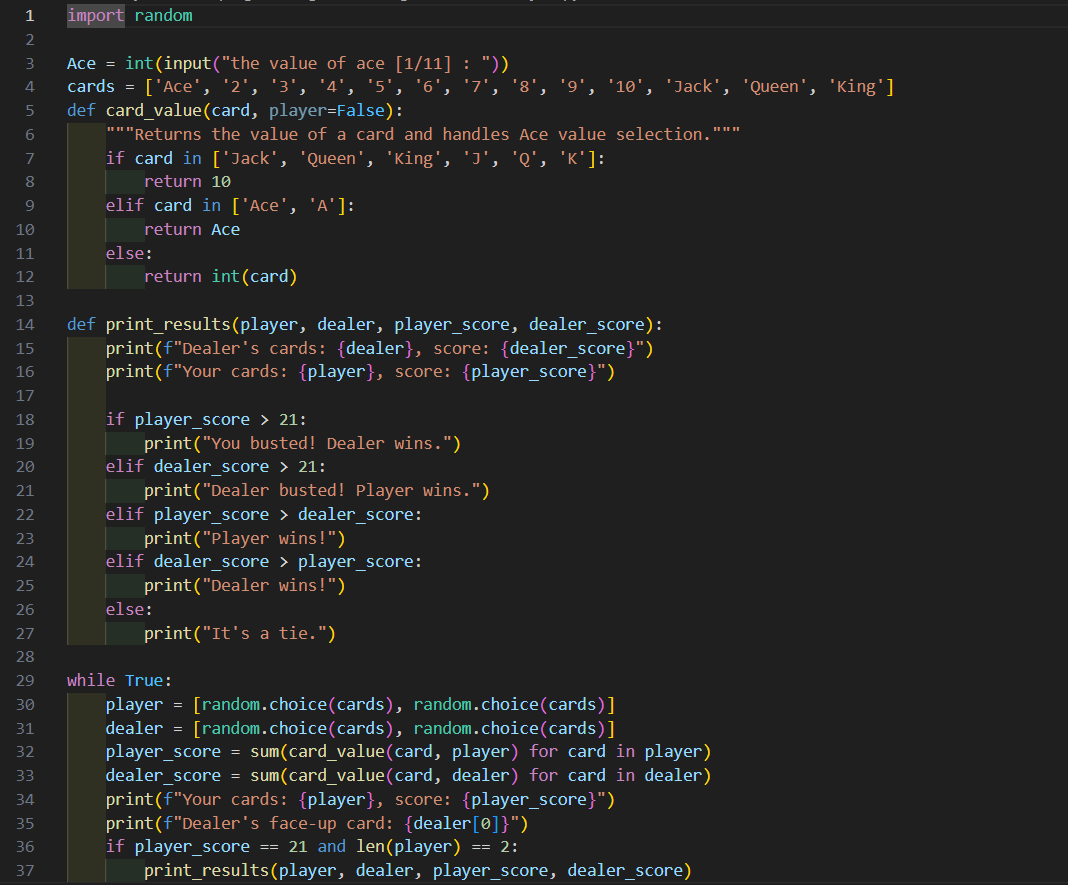 1 import random
2
3 Ace = int(input("the value of ace [1/11] : "))
4 cards = ['Ace', '2', '3', '4', '5', '6', '7', '8', '9', '10', 'Jack', 'Queen', 'King']
5 def card_value(card, player=False):
6     """Returns the value of a card and handles Ace value selection."""
7     if card in ['Jack', 'Queen', 'King', 'J', 'Q', 'K']:
8         return 10
9     elif card in ['Ace', 'A']:
10         return Ace
11     else:
12         return int(card)
13
14 def print_results(player, dealer, player_score, dealer_score):
15     print(f"Dealer's cards: {dealer}, score: {dealer_score}")
16     print(f"Your cards: {player}, score: {player_score}")
17
18     if player_score > 21:
19         print("You busted! Dealer wins.")
20     elif dealer_score > 21:
21         print("Dealer busted! Player wins.")
22     elif player_score > dealer_score:
23         print("Player wins!")
24     elif dealer_score > player_score:
25         print("Dealer wins!")
26     else:
27         print("It's a tie.")
28
29 while True:
30     player = [random.choice(cards), random.choice(cards)]
31     dealer = [random.choice(cards), random.choice(cards)]
32     player_score = sum(card_value(card, player) for card in player)
33     dealer_score = sum(card_value(card, dealer) for card in dealer)
34     print(f"Your cards: {player}, score: {player_score}")
35     print(f"Dealer's face-up card: {dealer[0]}")
36     if player_score == 21 and len(player) == 2:
37         print_results(player, dealer, player_score, dealer_score)